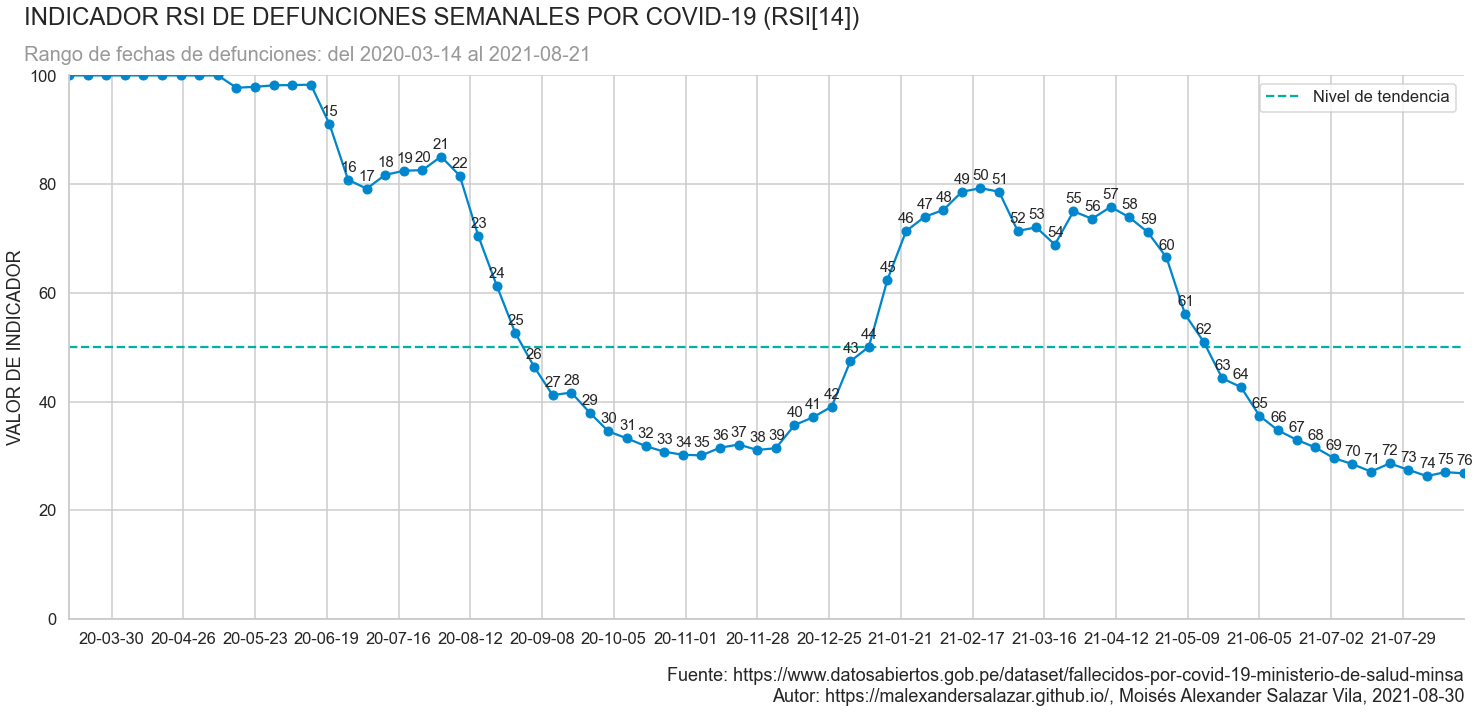 INDICADOR RSI DE DEFUNCIONES SEMANALES POR COVID-19 (RSI[14])
Rango de fechas de defunciones: del 2020-03-14 al 2021-08-21
Nivel de tendencia
VALOR DE INDICADOR
100
80
60
40
20
0
15 16 17 18 19 20 21 22 23 24 25 26 27 28 29 30 31 32 33 34 35 36 37 38 39 40 41 42 43 44 45 46 47 48 49 50 51 52 53 54 55 56 57 58 59 60 61 62 63 64 65 66 67 68 69 70 71 72 73 74 75 76
20-03-30 20-04-26 20-05-23 20-06-19 20-07-16 20-08-12 20-09-08 20-10-05 20-11-01 20-11-28 20-12-25 21-01-21 21-02-17 21-03-16 21-04-12 21-05-09 21-06-05 21-07-02 21-07-29
Fuente: https://www.datosabiertos.gob.pe/dataset/fallecidos-por-covid-19-ministerio-de-salud-minsa
Autor: https://malexandersalazar.github.io/, Moisés Alexander Salazar Vila, 2021-08-30